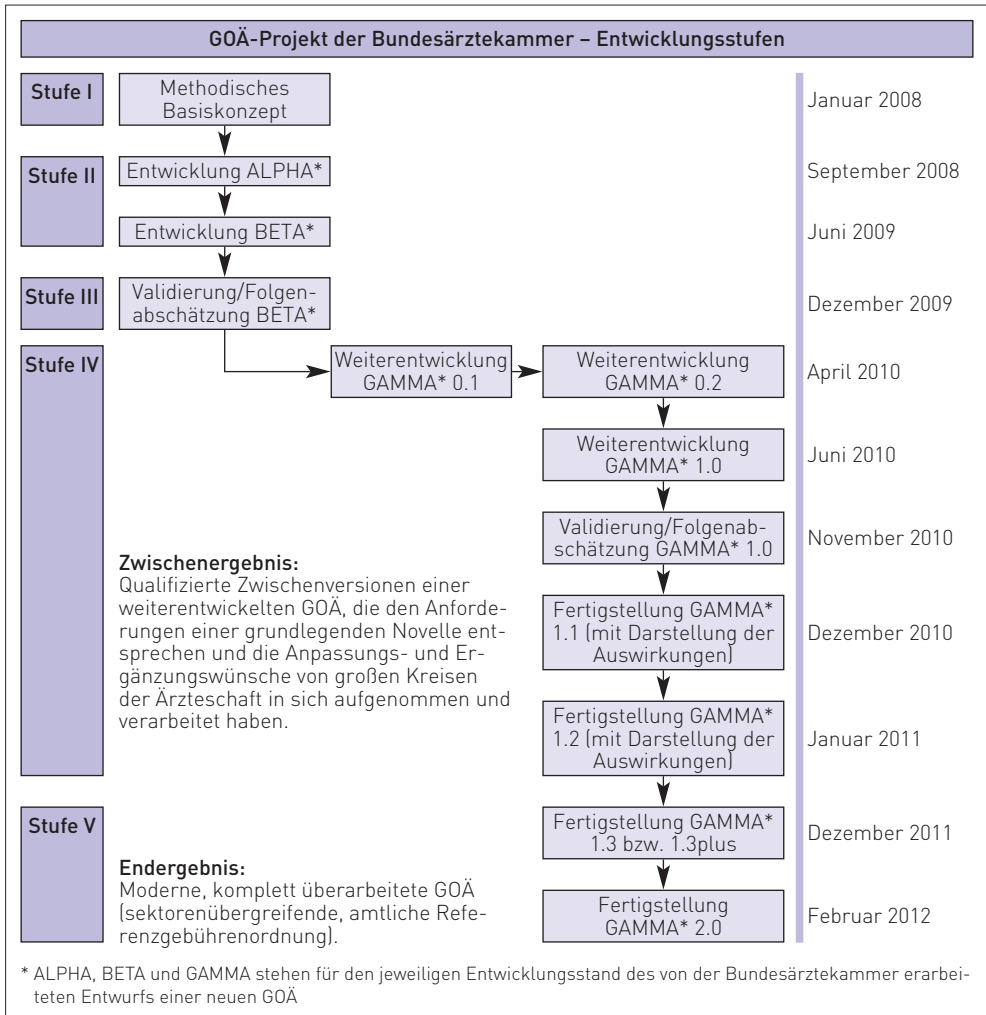 GOÄ-Projekt der Bundesärztekammer – Entwicklungsstufen
Stufe I
Methodisches
Basiskonzept
Januar 2008
Stufe II
Entwicklung ALPHA*
September 2008
Entwicklung BETA*
Juni 2009
Stufe III
Validierung/Folgen-
abschätzung BETA*
Dezember 2009
Stufe IV
Weiterentwicklung
GAMMA* 0.1
Weiterentwicklung
GAMMA* 0.2
April 2010
Weiterentwicklung
GAMMA* 1.0
Juni 2010
Validierung/Folgenab-
schätzung GAMMA* 1.0
November 2010
Zwischenergebnis:
Qualifizierte Zwischenversionen einer
weiterentwickelten GOÄ, die den Anforde-
rungen einer grundlegenden Novelle ent-
sprechen und die Anpassungs- und Er-
gänzungswünsche von großen Kreisen
der Ärzteschaft in sich aufgenommen und
verarbeitet haben.
Fertigstellung GAMMA*
1.1 (mit Darstellung der
Auswirkungen)
Dezember 2010
Fertigstellung GAMMA*
1.2 (mit Darstellung der
Auswirkungen)
Januar 2011
Stufe V
Fertigstellung GAMMA*
1.3 bzw. 1.3plus
Dezember 2011
Endergebnis:
Moderne, komplett überarbeitete GOÄ
(sektorenübergreifende, amtliche Refe-
renzgebührenordnung).
Fertigstellung
GAMMA* 2.0
Februar 2012
* ALPHA, BETA und GAMMA stehen für den jeweiligen Entwicklungsstand des von der Bundesärztekammer erarbei-
teten Entwurfs einer neuen GOÄ